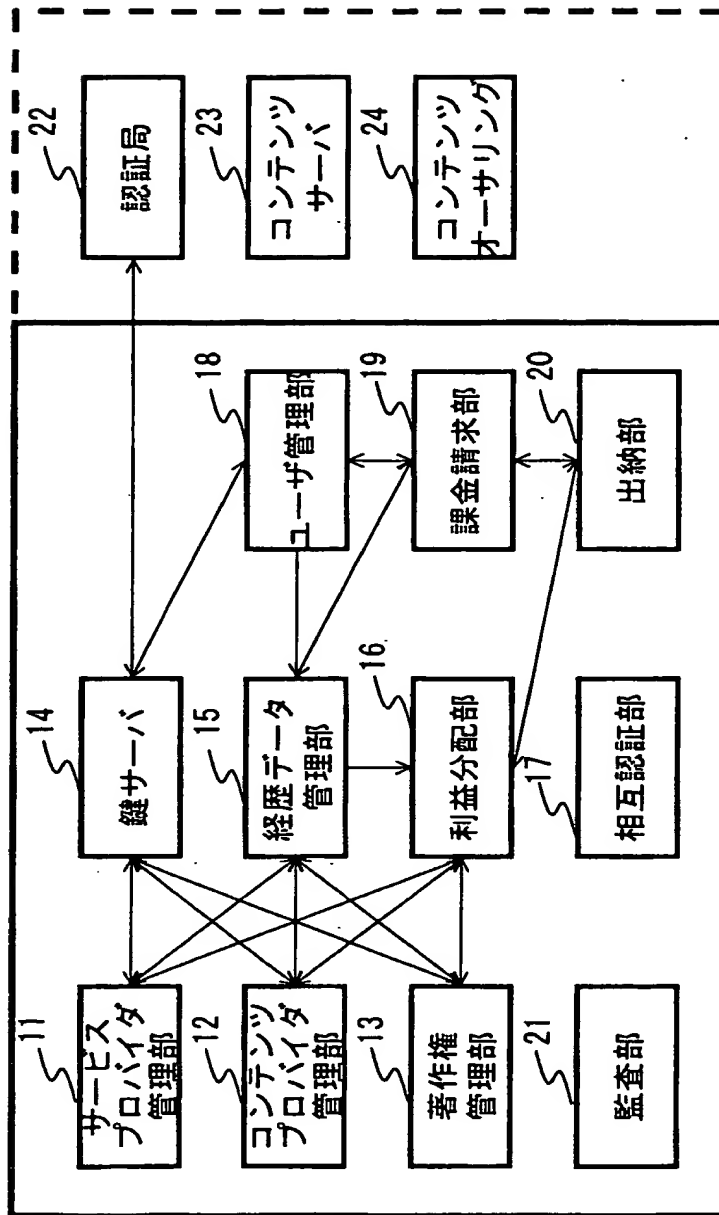 11
サービス
プロバイダ
管理部
12
コンテンツ
プロバイダ
管理部
13
著作権
管理部
21
監査部
14
鍵サーバ
15
経歴データ
管理部
16
利益分配部
17
相互認証部
18
ユーザ管理部
19
課金請求部
20
出納部
22
認証局
23
コンテンツ
サーバ
24
コンテンツ
オーサリング